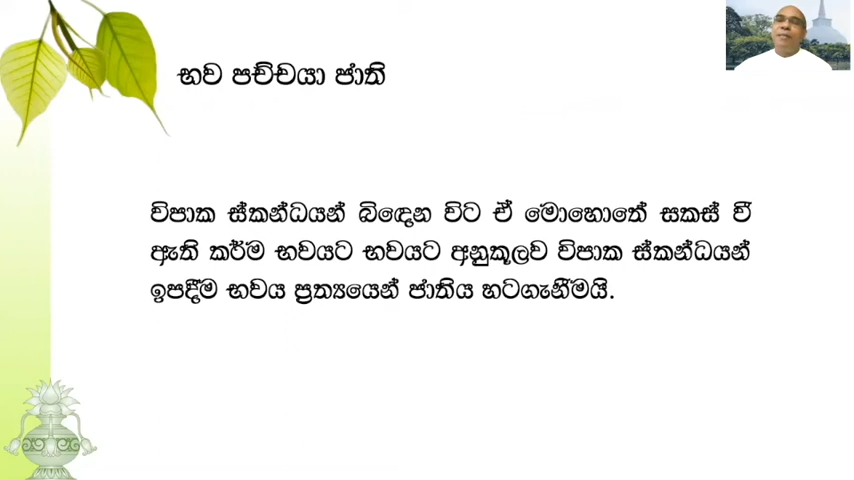 භව පච්චයා ජාති
විපාක ස්කන්ධයන් බිඳෙන විට ඒ මොහොතේ සකස් වී
ඇති කර්ම භවයට භවයට අනුකූලව විපාක ස්කන්ධයන්
ඉපදීම භවය ප්‍රත්‍යයෙන් ජාතිය හටගැනීමයි.